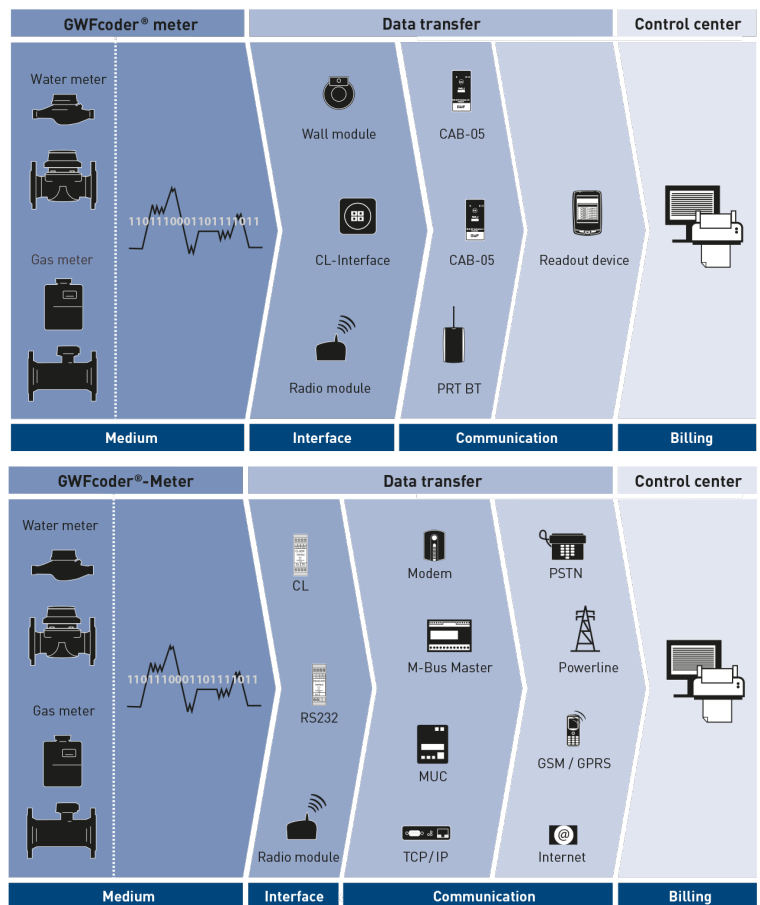 GWFcoder® meter
Data transfer
Control center
Water meter
Wall module
CAB-05
11011100011011110​11
Gas meter
CL-Interface
CAB-05
Readout device
Radio module
PRT BT
Medium
Interface
Communication
Billing
GWFcoder®-Meter
Data transfer
Control center
Water meter
CL
Modem
PSTN
M-Bus Master
Powerline
1101110001101111011
Gas meter
RS232
MUC
GSM / GPRS
Radio module
TCP/IP
Internet
@
Medium
Interface
Communication
Billing